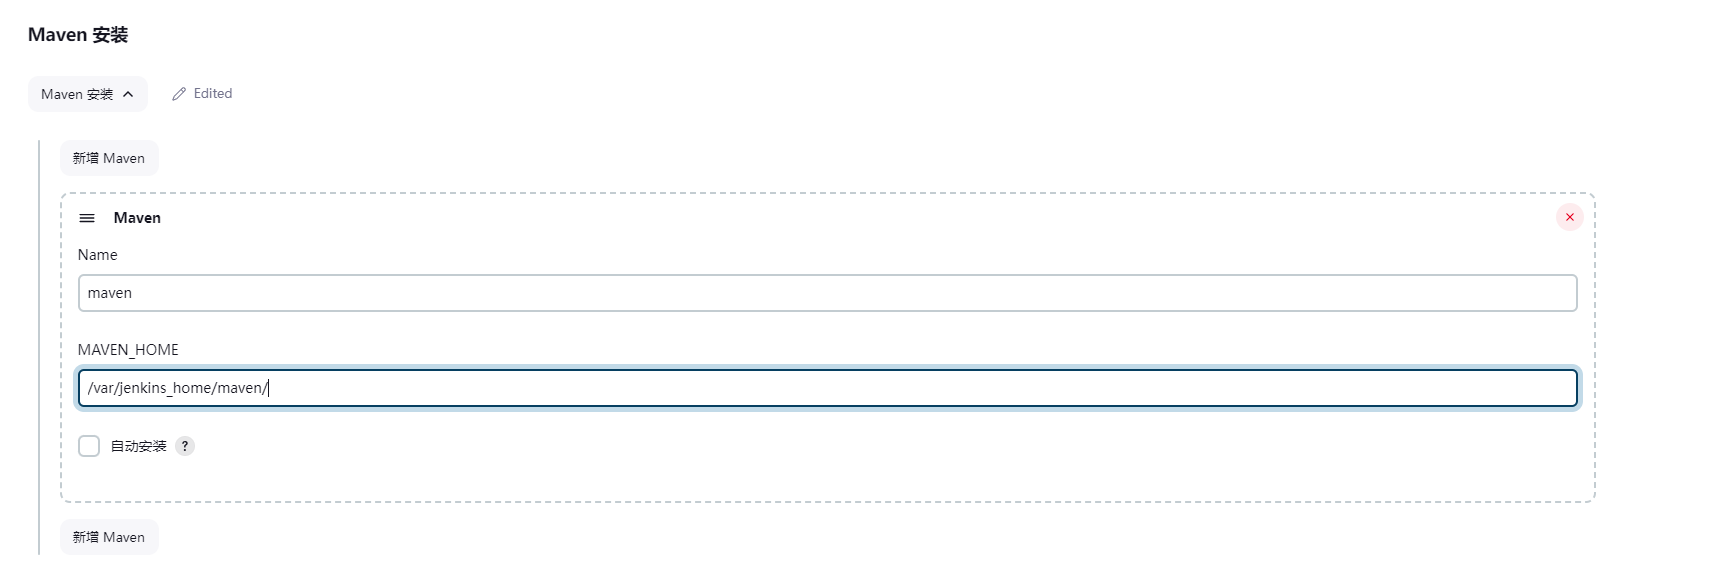 Maven 安装
Maven 安装
Edited
新增 Maven
Maven
Name
maven
MAVEN_HOME
/var/jenkins_home/maven/
自动安装 ?
新增 Maven